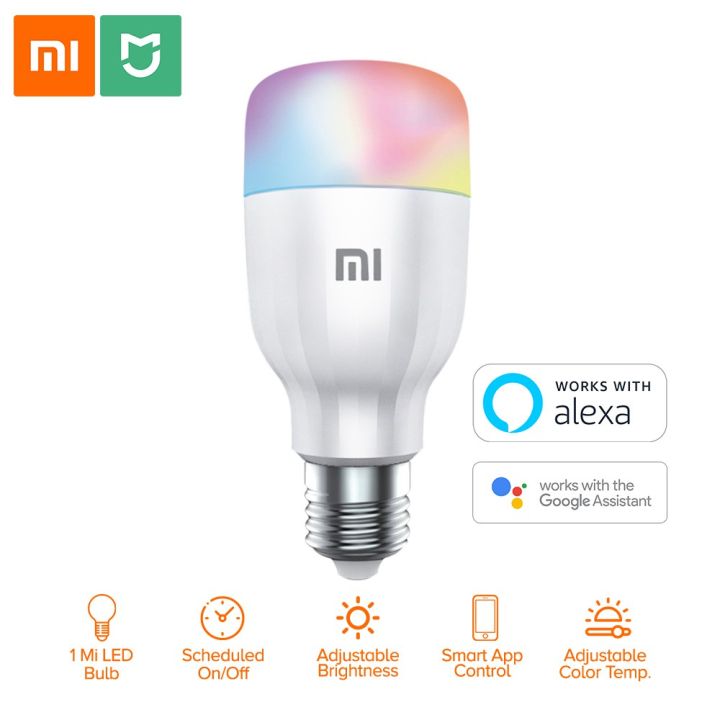 mi
mi
WORKS WITH
alexa
works with the
Google Assistant
1 Mi LED
Bulb
Scheduled
On/Off
Adjustable
Brightness
Smart App
Control
Adjustable
Color Temp.